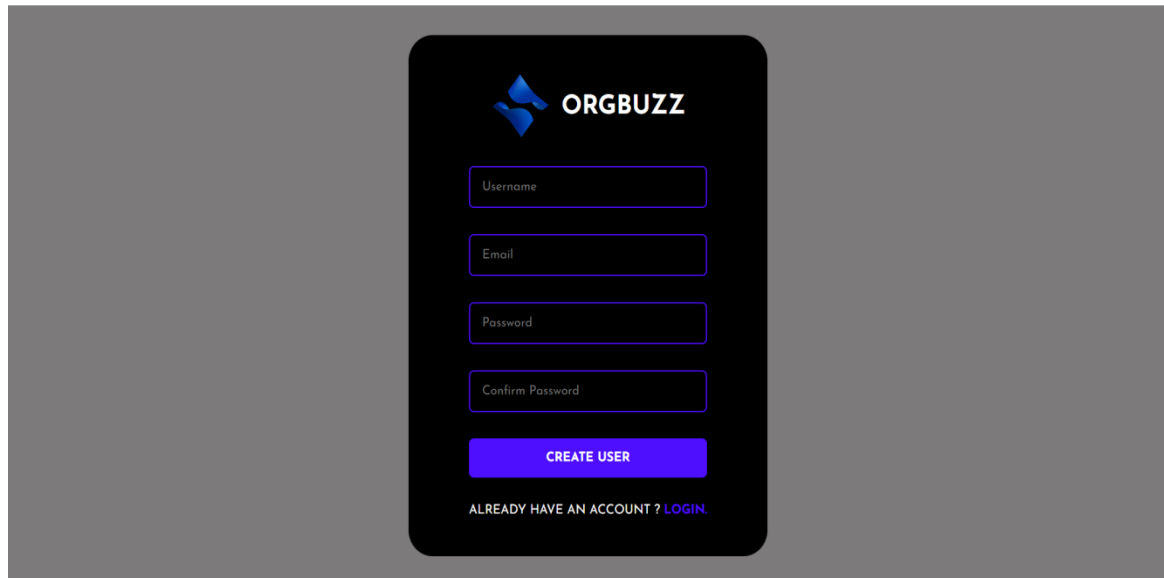 ORGBUZZ
Username
Email
Password
Confirm Password
CREATE USER
ALREADY HAVE AN ACCOUNT ? LOGIN.